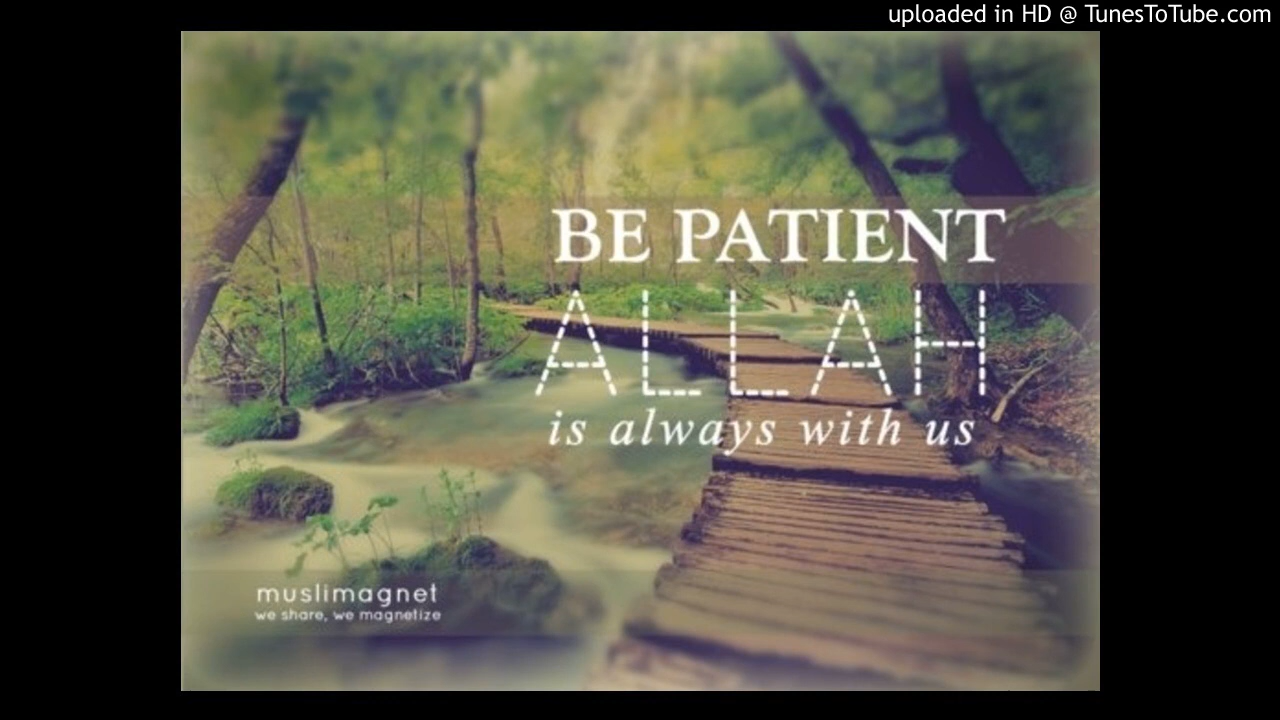 uploaded in HD @ TunesToTube.com
BE PATIENT
ALLAH
is always with us
muslimagnet
we share, we magnetize